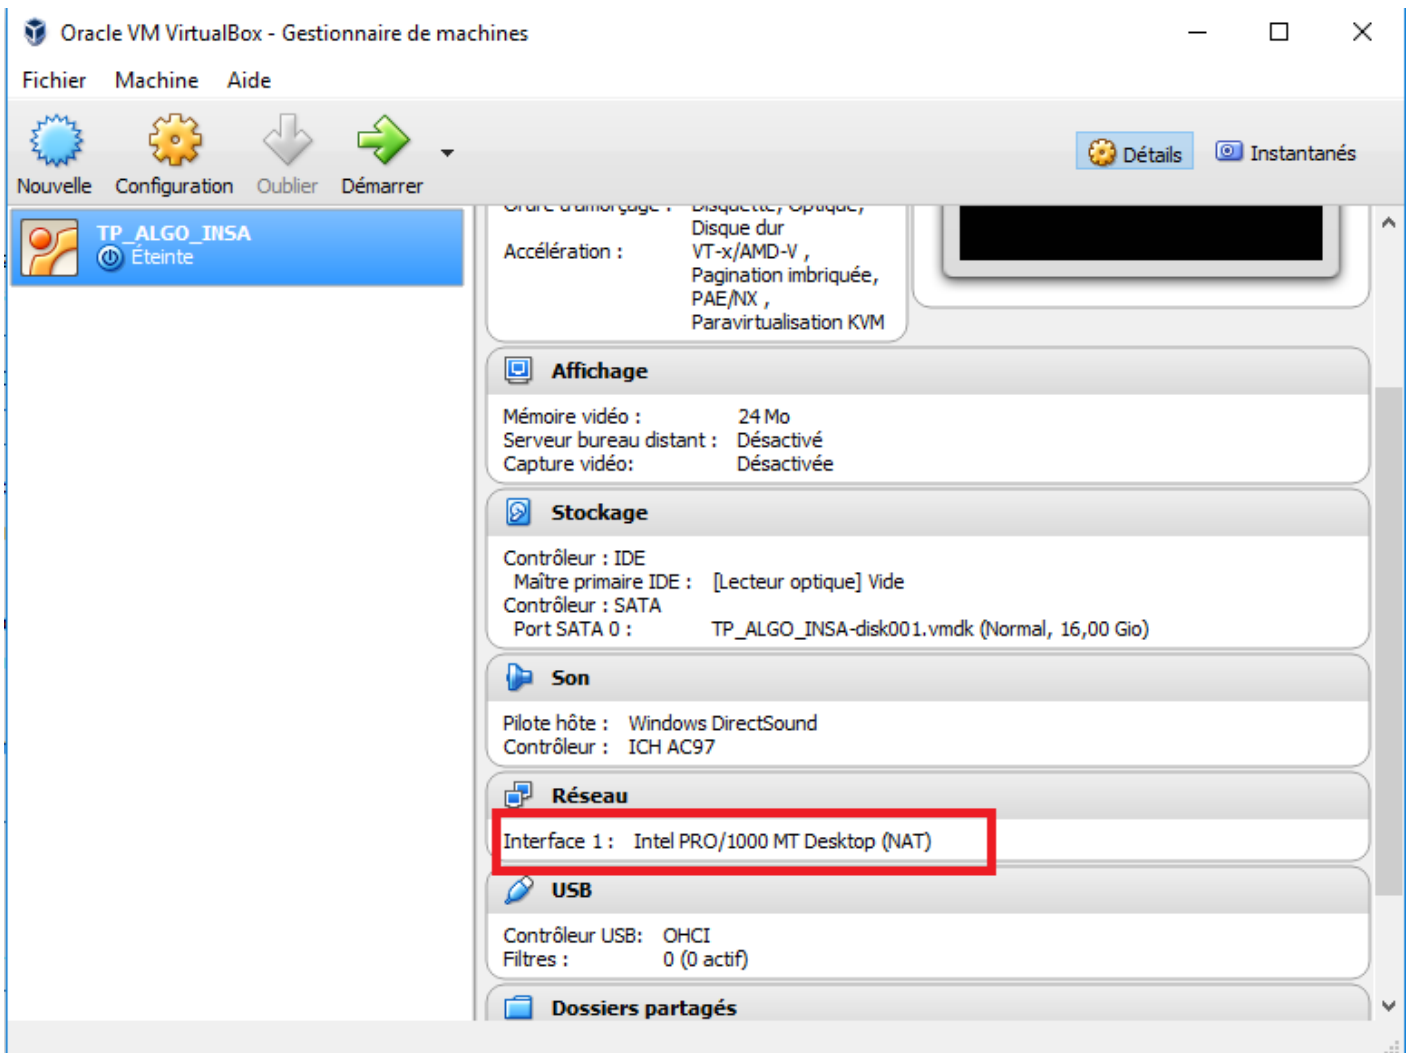 Oracle VM VirtualBox - Gestionnaire de machines
Fichier Machine Aide
Nouvelle Configuration Oublier Démarrer
Détails Instantanés
TP_ALGO_INSA
Éteinte
Ordre d'amorçage : Disquette, Optique,
Disque dur
Accélération : VT-x/AMD-V ,
Pagination imbriquée,
PAE/NX ,
Paravirtualisation KVM
Affichage
Mémoire vidéo : 24 Mo
Serveur bureau distant : Désactivé
Capture vidéo: Désactivée
Stockage
Contrôleur : IDE
Maître primaire IDE : [Lecteur optique] Vide
Contrôleur : SATA
Port SATA 0 : TP_ALGO_INSA-disk001.vmdk (Normal, 16,00 Gio)
Son
Pilote hôte : Windows DirectSound
Contrôleur : ICH AC97
Réseau
Interface 1 : Intel PRO/1000 MT Desktop (NAT)
USB
Contrôleur USB: OHCI
Filtres : 0 (0 actif)
Dossiers partagés